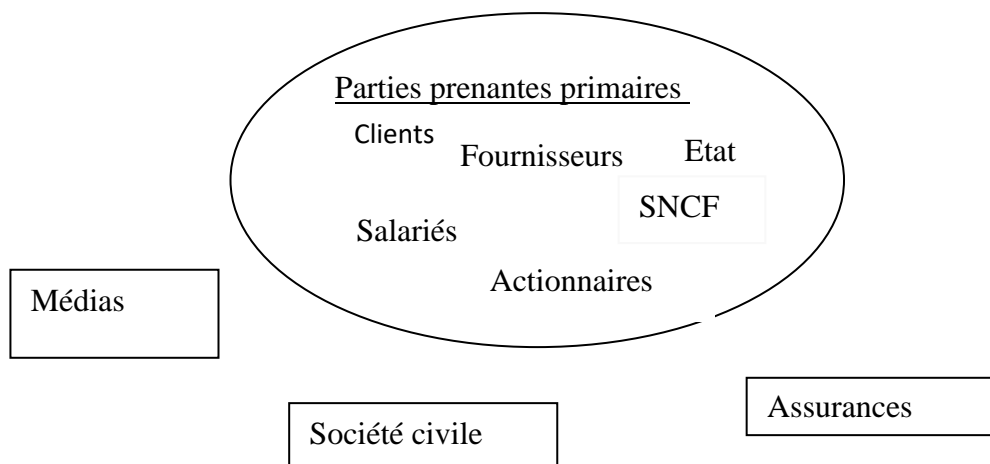 Parties prenantes primaires
Clients
Fournisseurs
Etat
SNCF
Salariés
Actionnaires
Médias
Assurances
Société civile